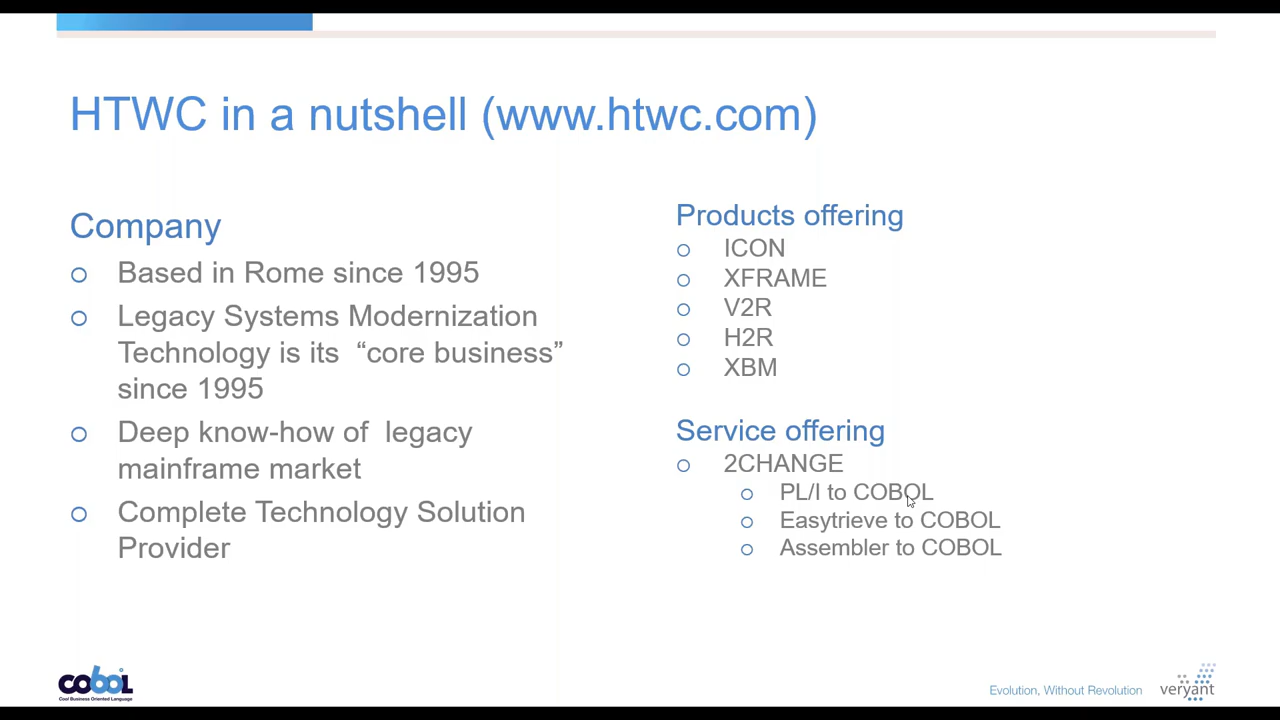 HTWC in a nutshell (www.htwc.com)
Company
Based in Rome since 1995
Legacy Systems Modernization
Technology is its “core business”
since 1995
Deep know-how of legacy
mainframe market
Complete Technology Solution
Provider
Products offering
ICON
XFRAME
V2R
H2R
XBM
Service offering
2CHANGE
PL/I to COBOL
Easytrieve to COBOL
Assembler to COBOL
cobol
Cool Business Oriented Language
Evolution, Without Revolution
veryant